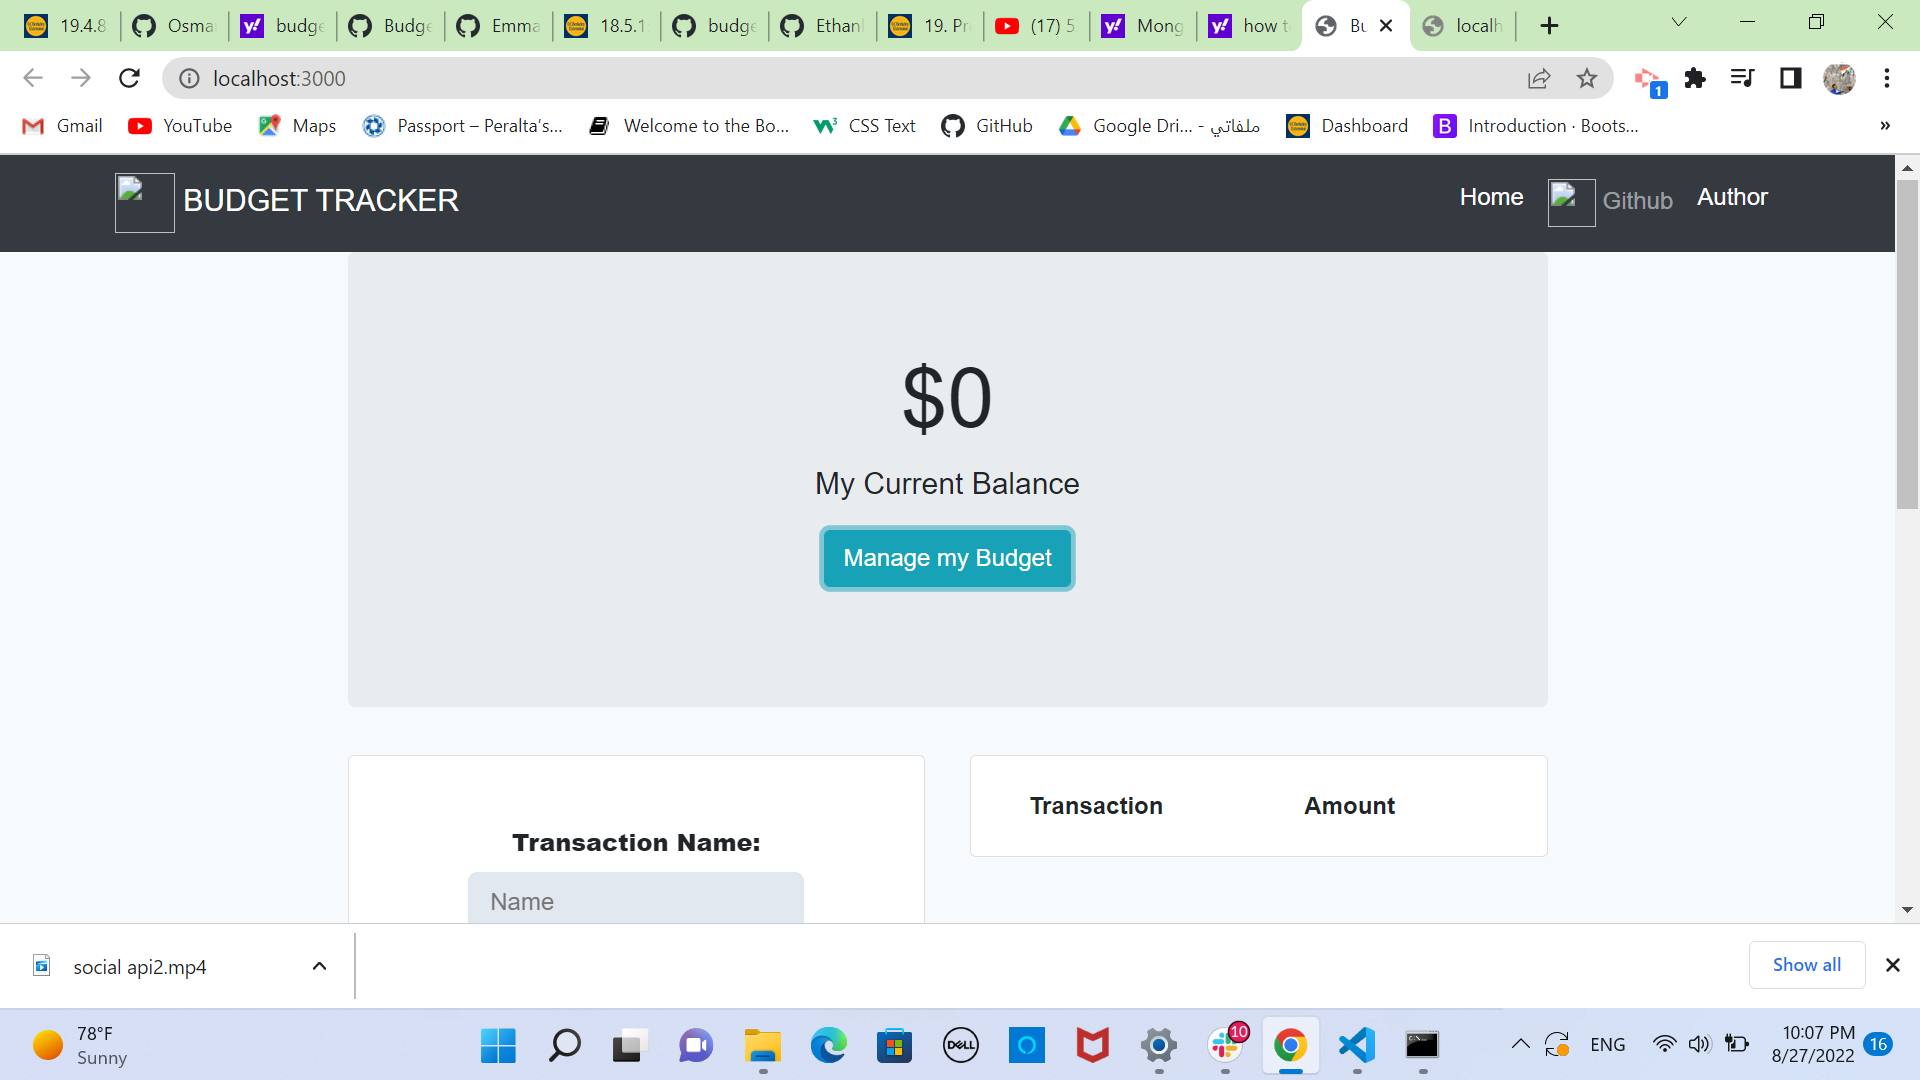 19.4.8
Osma
budge
Budge
Emma
18.5.1
budge
Ethan
19. Pr
(17) 5
Mong
how t
Bu
localh
localhost:3000
1
Gmail
YouTube
Maps
Passport – Peralta's...
Welcome to the Bo...
CSS Text
GitHub
Google Dri... - ملفاتي
Dashboard
B
Introduction · Boots...
»
BUDGET TRACKER
Home
Github
Author
$0
My Current Balance
Manage my Budget
Transaction
Amount
Transaction Name:
Name
social api2.mp4
Show all
78°F
Sunny
DELL
10
ENG
10:07 PM
8/27/2022
16